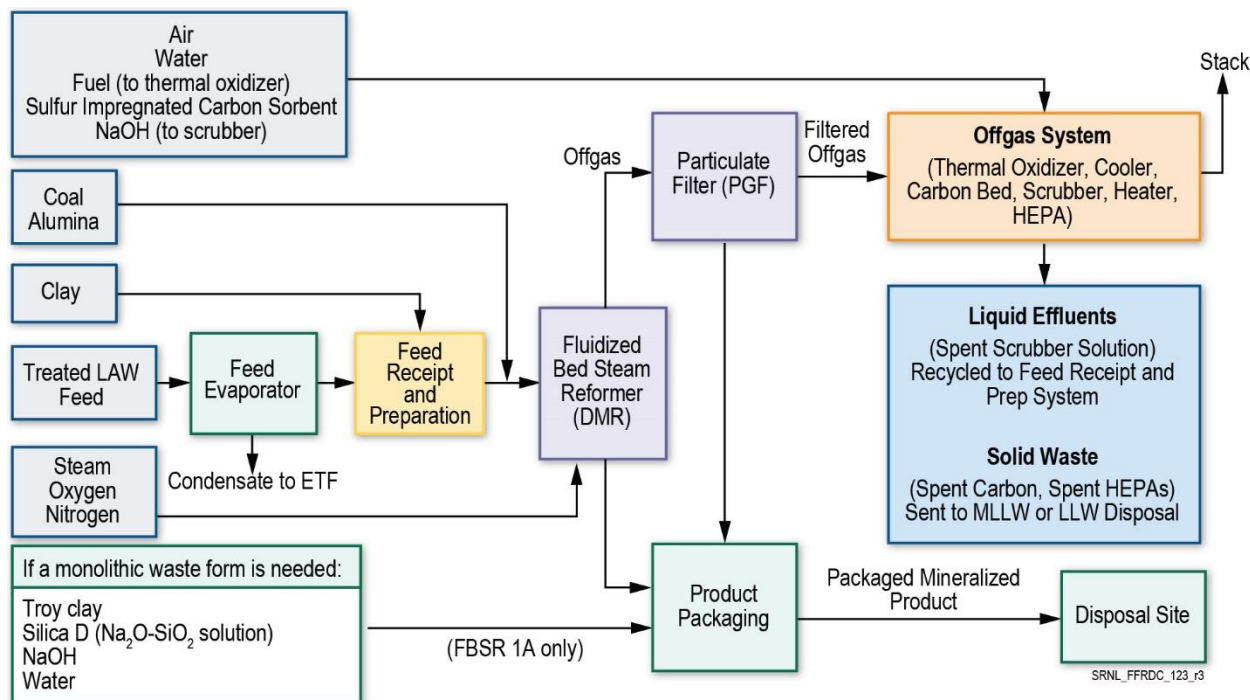 Air
Water
Fuel (to thermal oxidizer)
Sulfur Impregnated Carbon Sorbent
NaOH (to scrubber)
Stack
Offgas
Particulate
Filter (PGF)
Filtered
Offgas
Offgas System
(Thermal Oxidizer, Cooler,
Carbon Bed, Scrubber, Heater,
HEPA)
Coal
Alumina
Clay
Treated LAW
Feed
Feed
Evaporator
Feed
Receipt
and
Preparation
Fluidized
Bed Steam
Reformer
(DMR)
Liquid Effluents
(Spent Scrubber Solution)
Recycled to Feed Receipt and
Prep System
Solid Waste
(Spent Carbon, Spent HEPAs)
Sent to MLLW or LLW Disposal
Condensate to ETF
Steam
Oxygen
Nitrogen
If a monolithic waste form is needed:
Troy clay
Silica D (Na₂O-SiO₂ solution)
NaOH
Water
(FBSR 1A only)
Product
Packaging
Packaged Mineralized
Product
Disposal Site
SRNL_FFRDC_123_r3